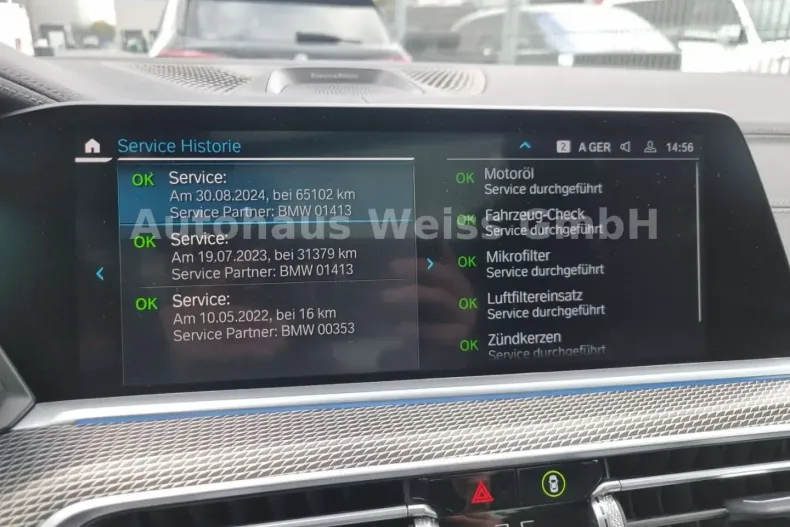 Service Historie
2 A GER 14:56
OK Service:
Am 30.08.2024, bei 65102 km
Service Partner: BMW 01413
OK Service:
Am 19.07.2023, bei 31379 km
Service Partner: BMW 01413
OK Service:
Am 10.05.2022, bei 16 km
Service Partner: BMW 00353
OK Motoröl
Service durchgeführt
OK Fahrzeug-Check
Service durchgeführt
OK Mikrofilter
Service durchgeführt
OK Luftfiltereinsatz
Service durchgeführt
OK Zündkerzen
Service durchgeführt
Autohaus Weiss GmbH